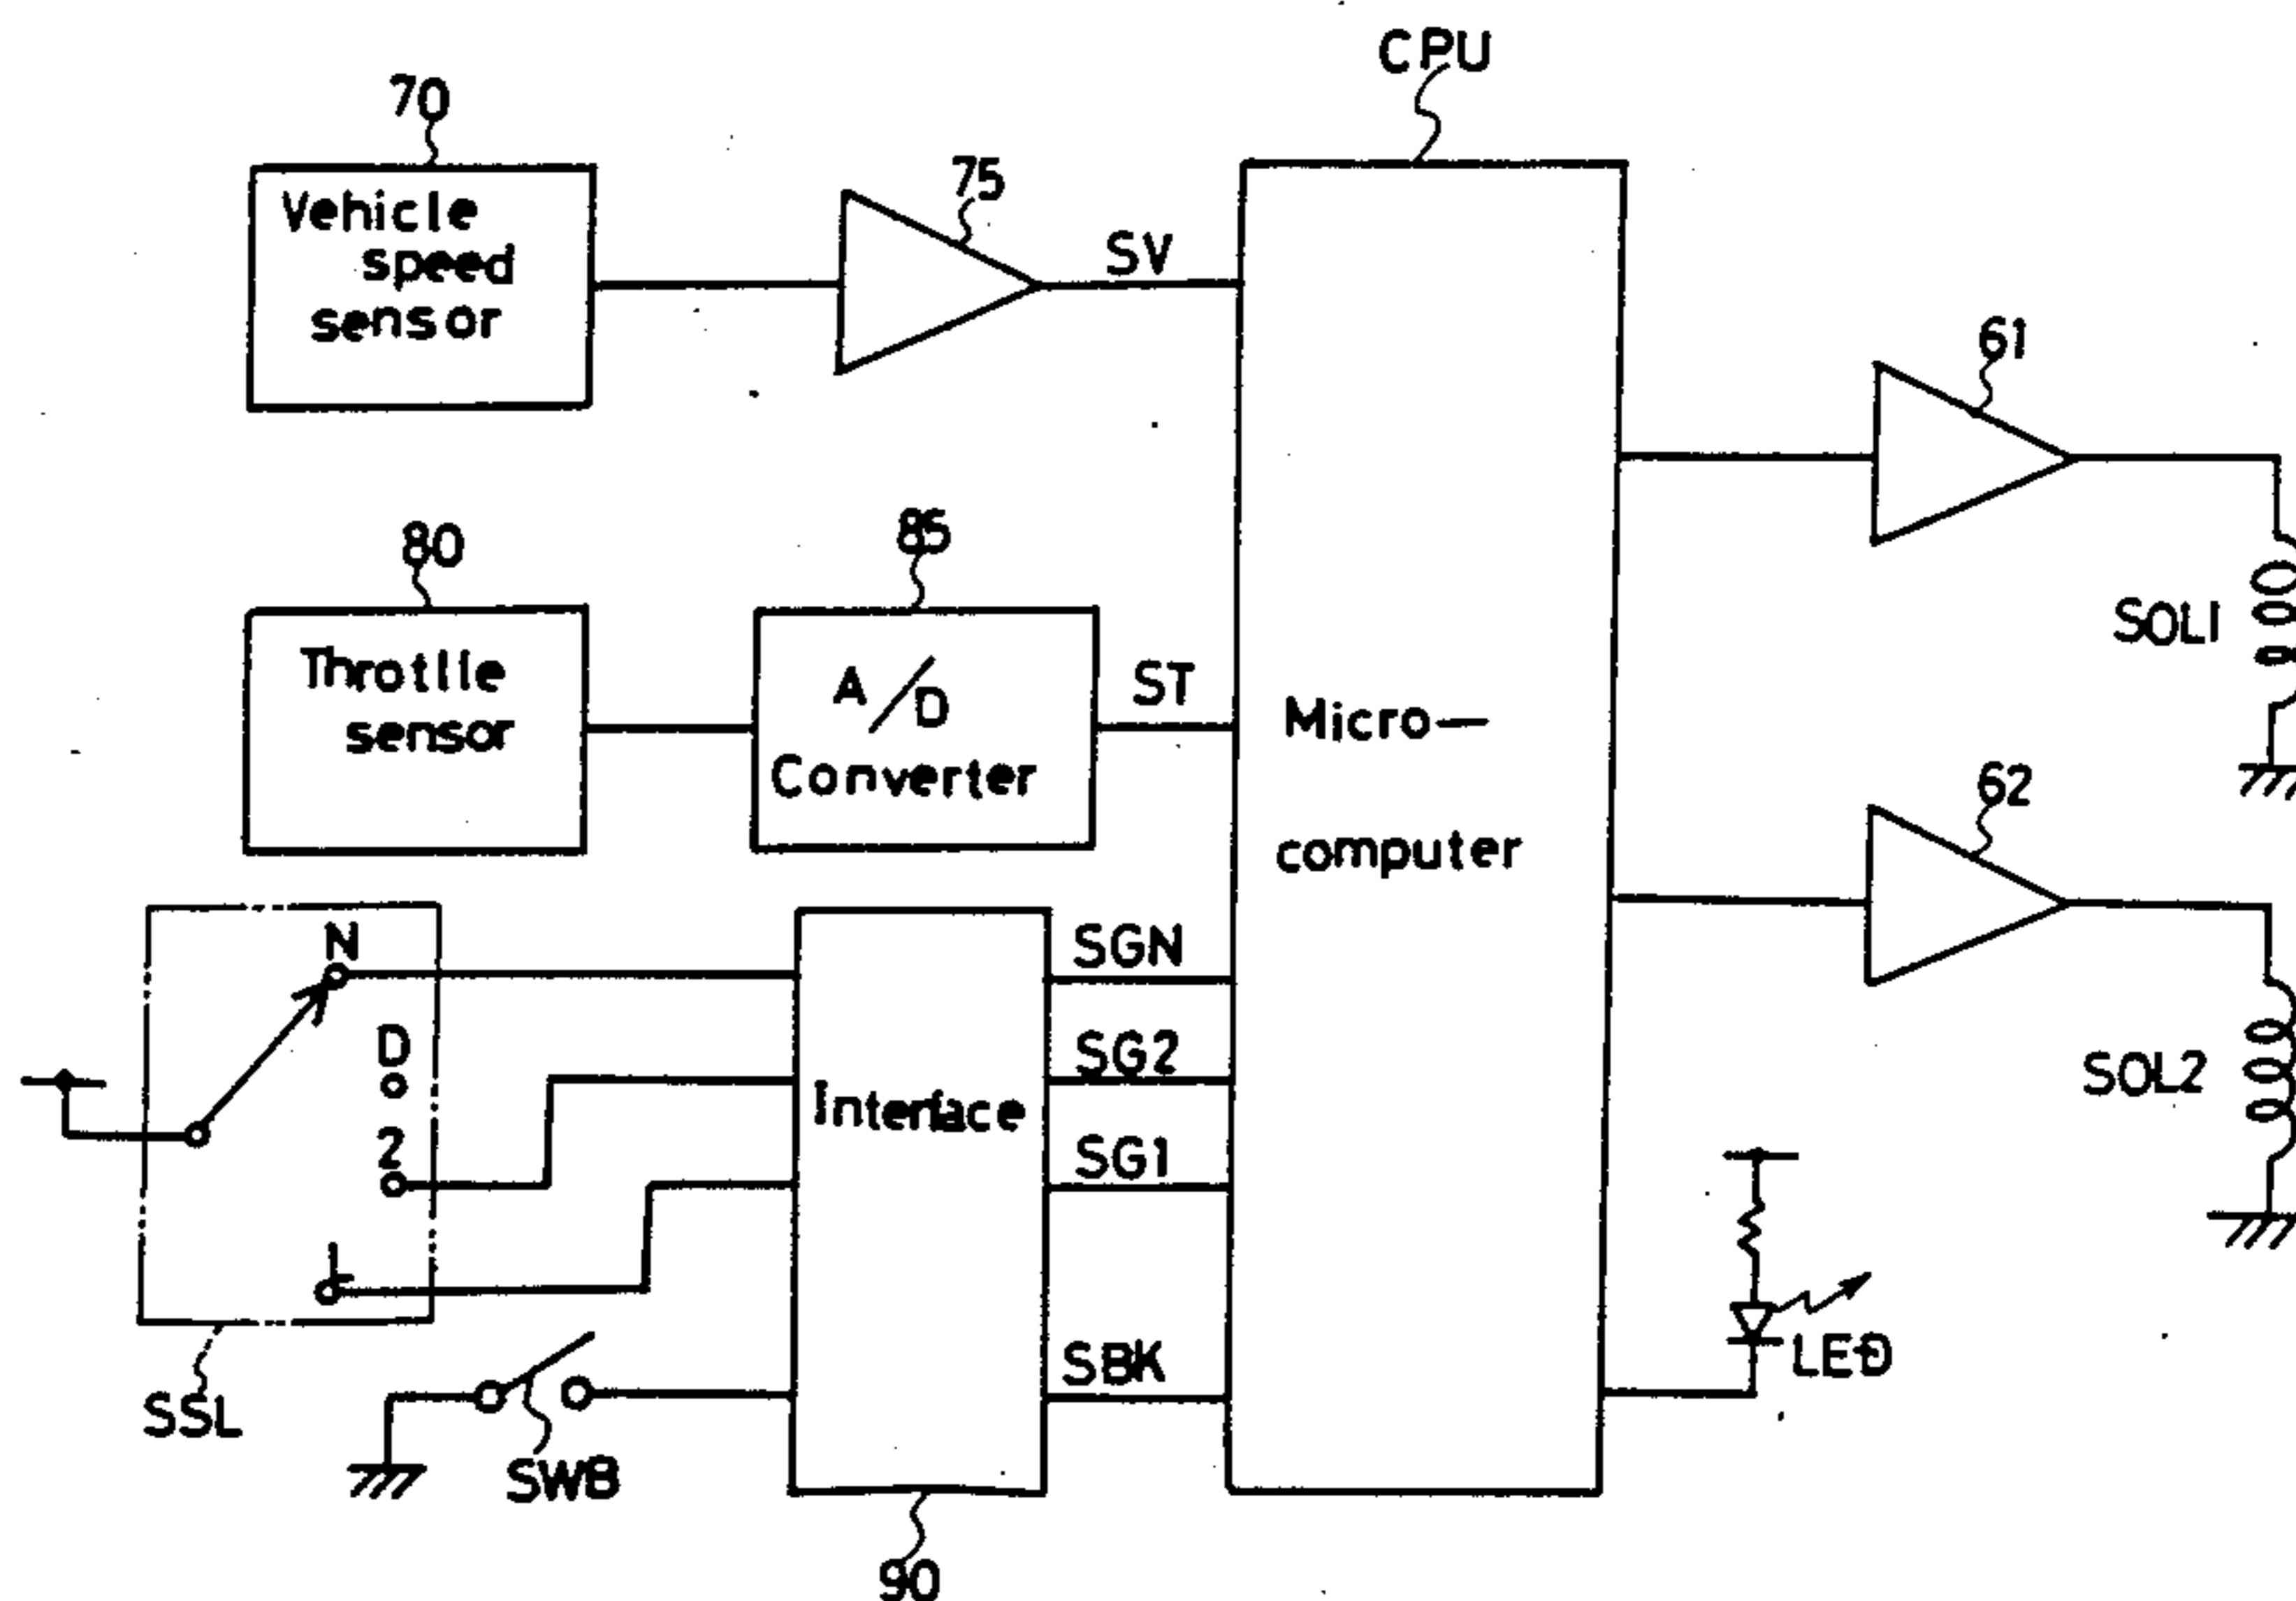 CPU
70
Vehicle
speed
sensor
75
SV
61
SOL1
80
Throttle
sensor
85
A/D
Converter
ST
Micro-
computer
62
SOL2
N
D
2
L
SSL
SWB
Interface
90
SGN
SG2
SG1
SBK
LED